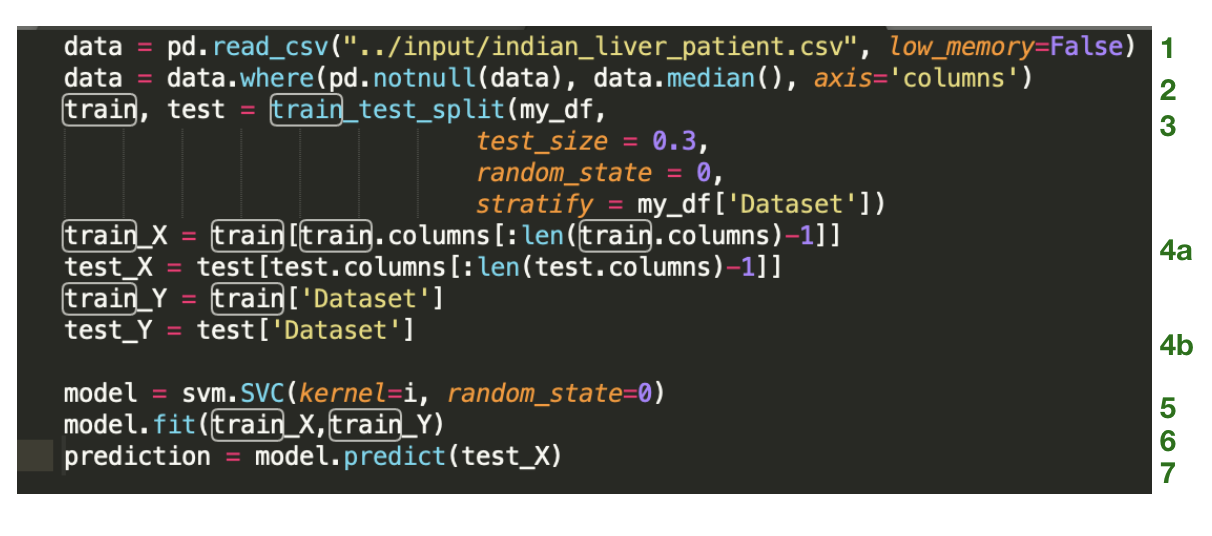 data = pd.read_csv("../input/indian_liver_patient.csv", low_memory=False) 1
data = data.where(pd.notnull(data), data.median(), axis='columns') 2
train, test = train_test_split(my_df, 3
test_size = 0.3,
random_state = 0,
stratify = my_df['Dataset'])
train_X = train[train.columns[:len(train.columns)-1]] 4a
test_X = test[test.columns[:len(test.columns)-1]]
train_Y = train['Dataset']
test_Y = test['Dataset'] 4b
model = svm.SVC(kernel=i, random_state=0) 5
model.fit(train_X,train_Y) 6
prediction = model.predict(test_X) 7